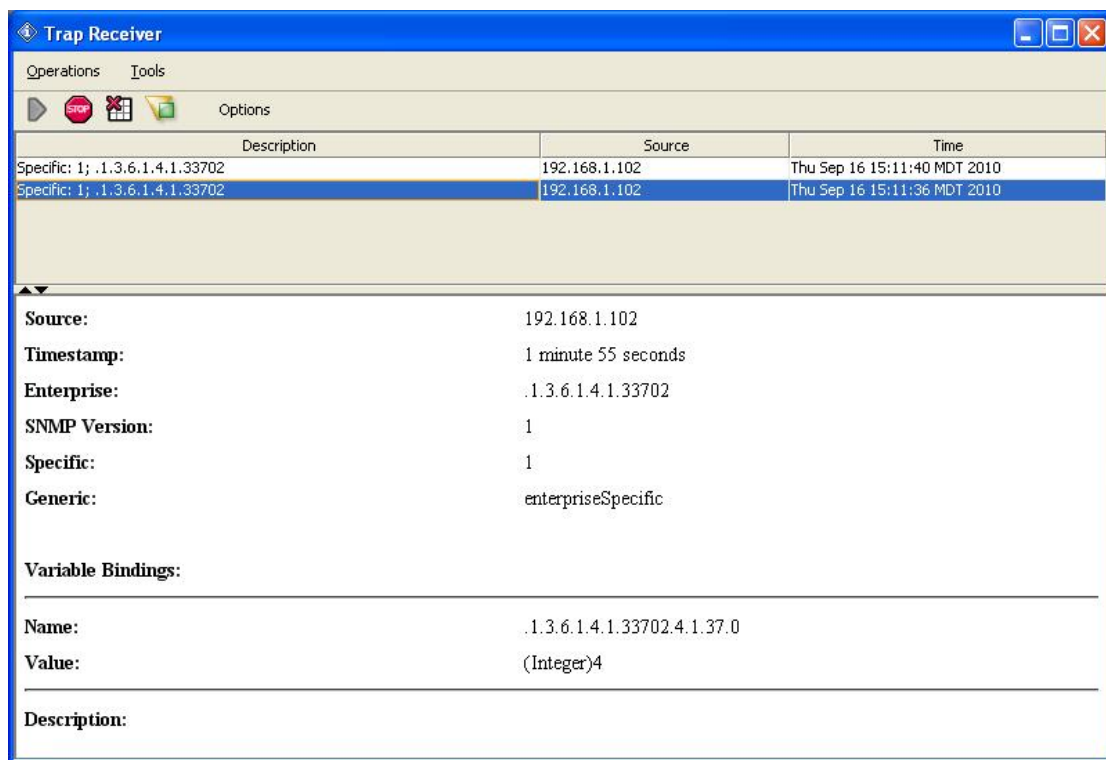 Trap Receiver
Operations Tools
STOP Options
Description Source Time
Specific: 1; .1.3.6.1.4.1.33702 192.168.1.102 Thu Sep 16 15:11:40 MDT 2010
Specific: 1; .1.3.6.1.4.1.33702 192.168.1.102 Thu Sep 16 15:11:36 MDT 2010
Source: 192.168.1.102
Timestamp: 1 minute 55 seconds
Enterprise: .1.3.6.1.4.1.33702
SNMP Version: 1
Specific: 1
Generic: enterpriseSpecific
Variable Bindings:
Name: .1.3.6.1.4.1.33702.4.1.37.0
Value: (Integer)4
Description: